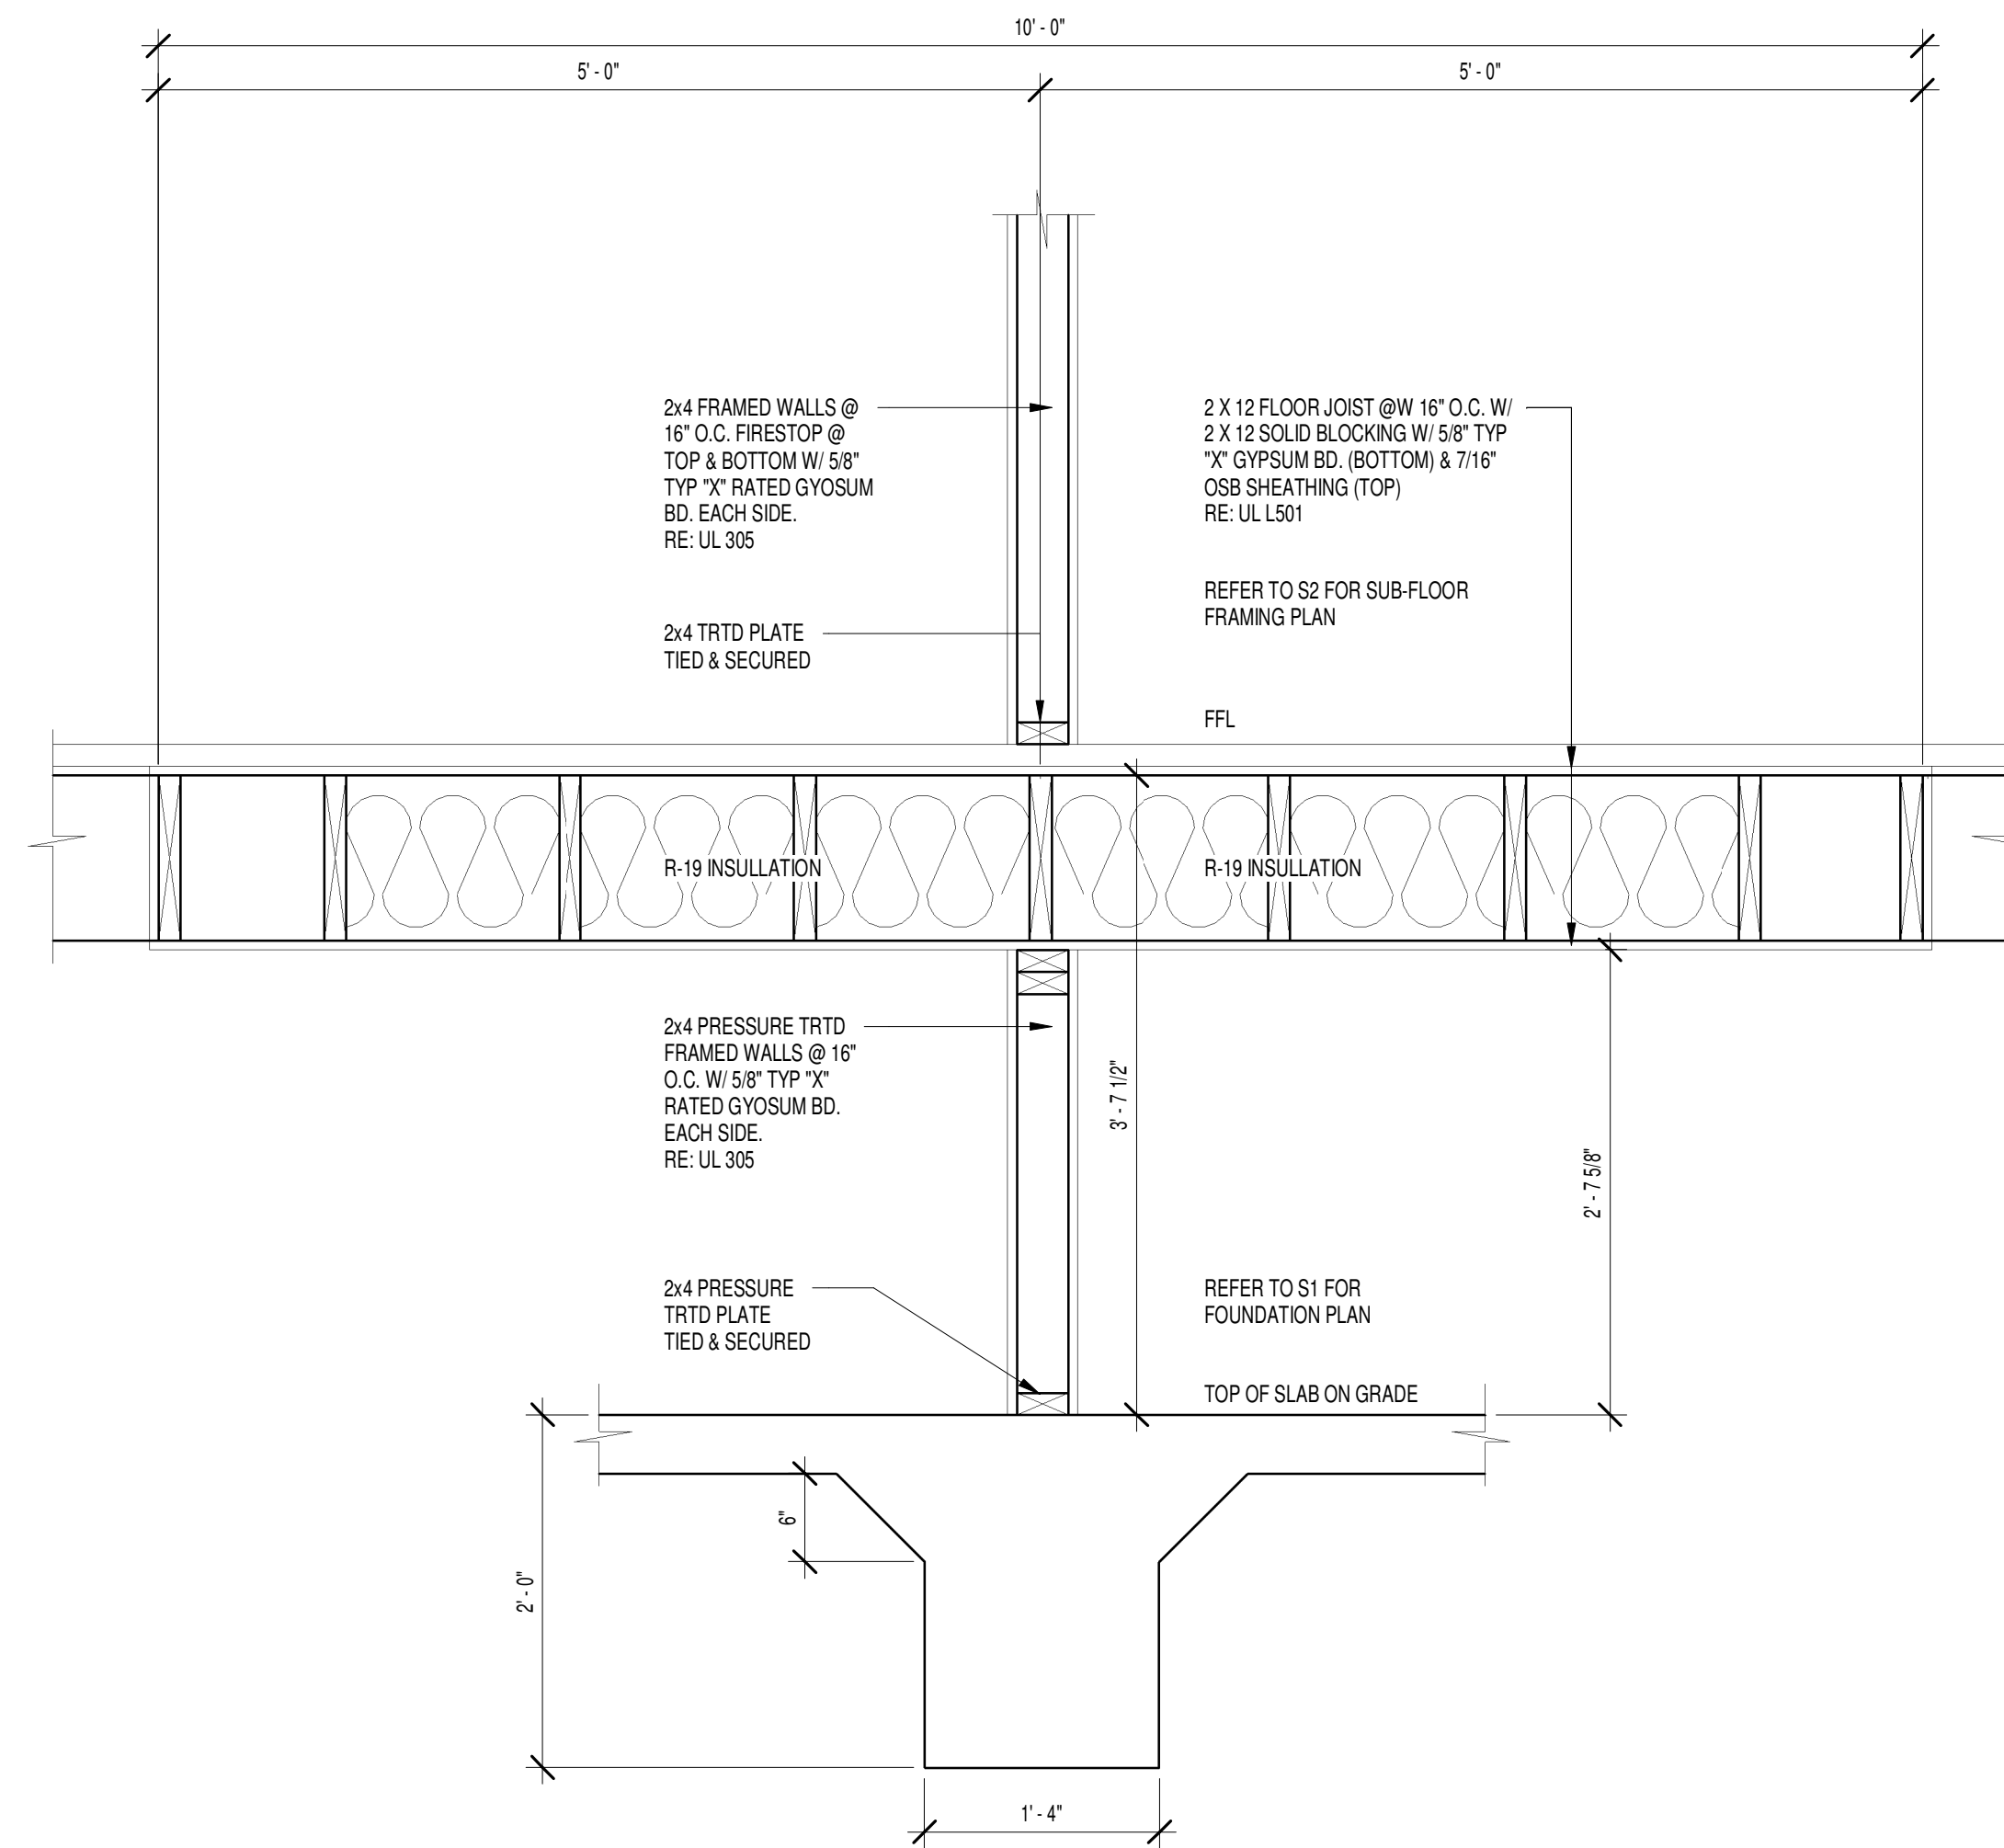 10' - 0"
5' - 0"
5' - 0"
2x4 FRAMED WALLS @
16" O.C. FIRESTOP @
TOP & BOTTOM W/ 5/8"
TYP "X" RATED GYOSUM
BD. EACH SIDE.
RE: UL 305
2 X 12 FLOOR JOIST @W 16" O.C. W/
2 X 12 SOLID BLOCKING W/ 5/8" TYP
"X" GYPSUM BD. (BOTTOM) & 7/16"
OSB SHEATHING (TOP)
RE: UL L501
REFER TO S2 FOR SUB-FLOOR
FRAMING PLAN
2x4 TRTD PLATE
TIED & SECURED
FFL
R-19 INSULLATION
R-19 INSULLATION
2x4 PRESSURE TRTD
FRAMED WALLS @ 16"
O.C. W/ 5/8" TYP "X"
RATED GYOSUM BD.
EACH SIDE.
RE: UL 305
3' - 7 1/2"
2' - 7 5/8"
2x4 PRESSURE
TRTD PLATE
TIED & SECURED
REFER TO S1 FOR
FOUNDATION PLAN
TOP OF SLAB ON GRADE
6"
2' - 0"
1' - 4"